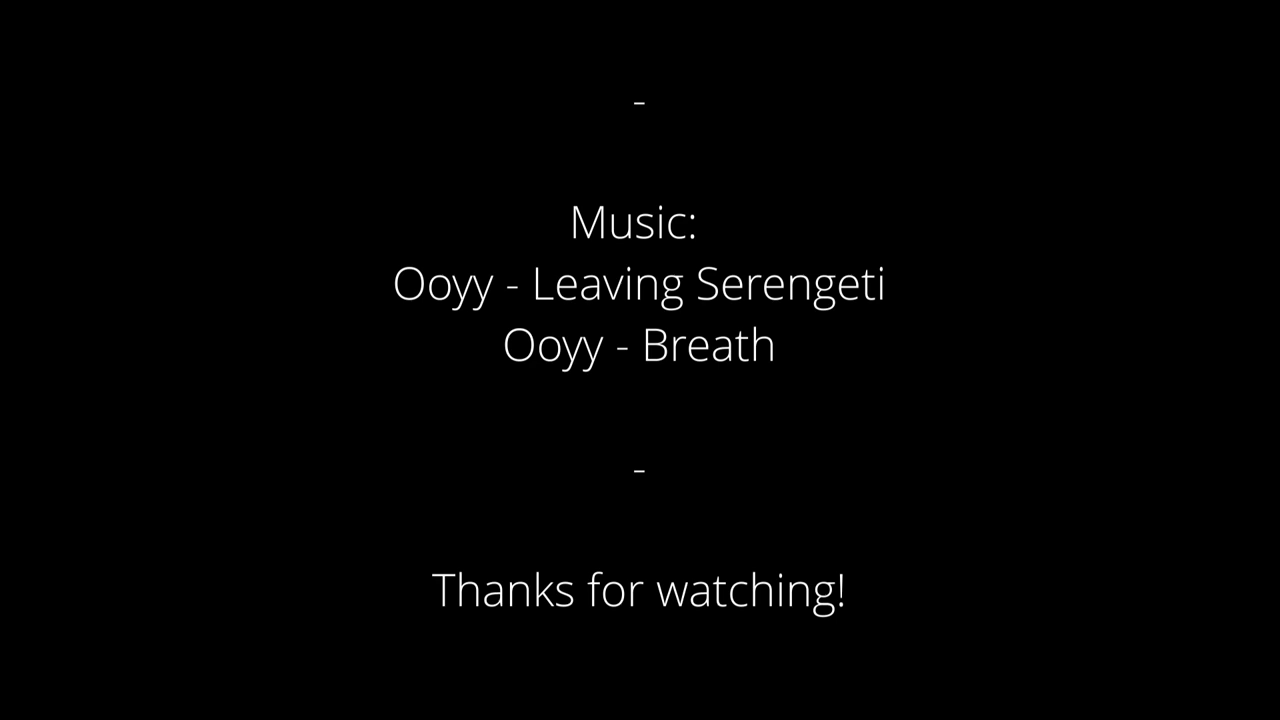 -
Music:
Ooyy - Leaving Serengeti
Ooyy - Breath
-
Thanks for watching!